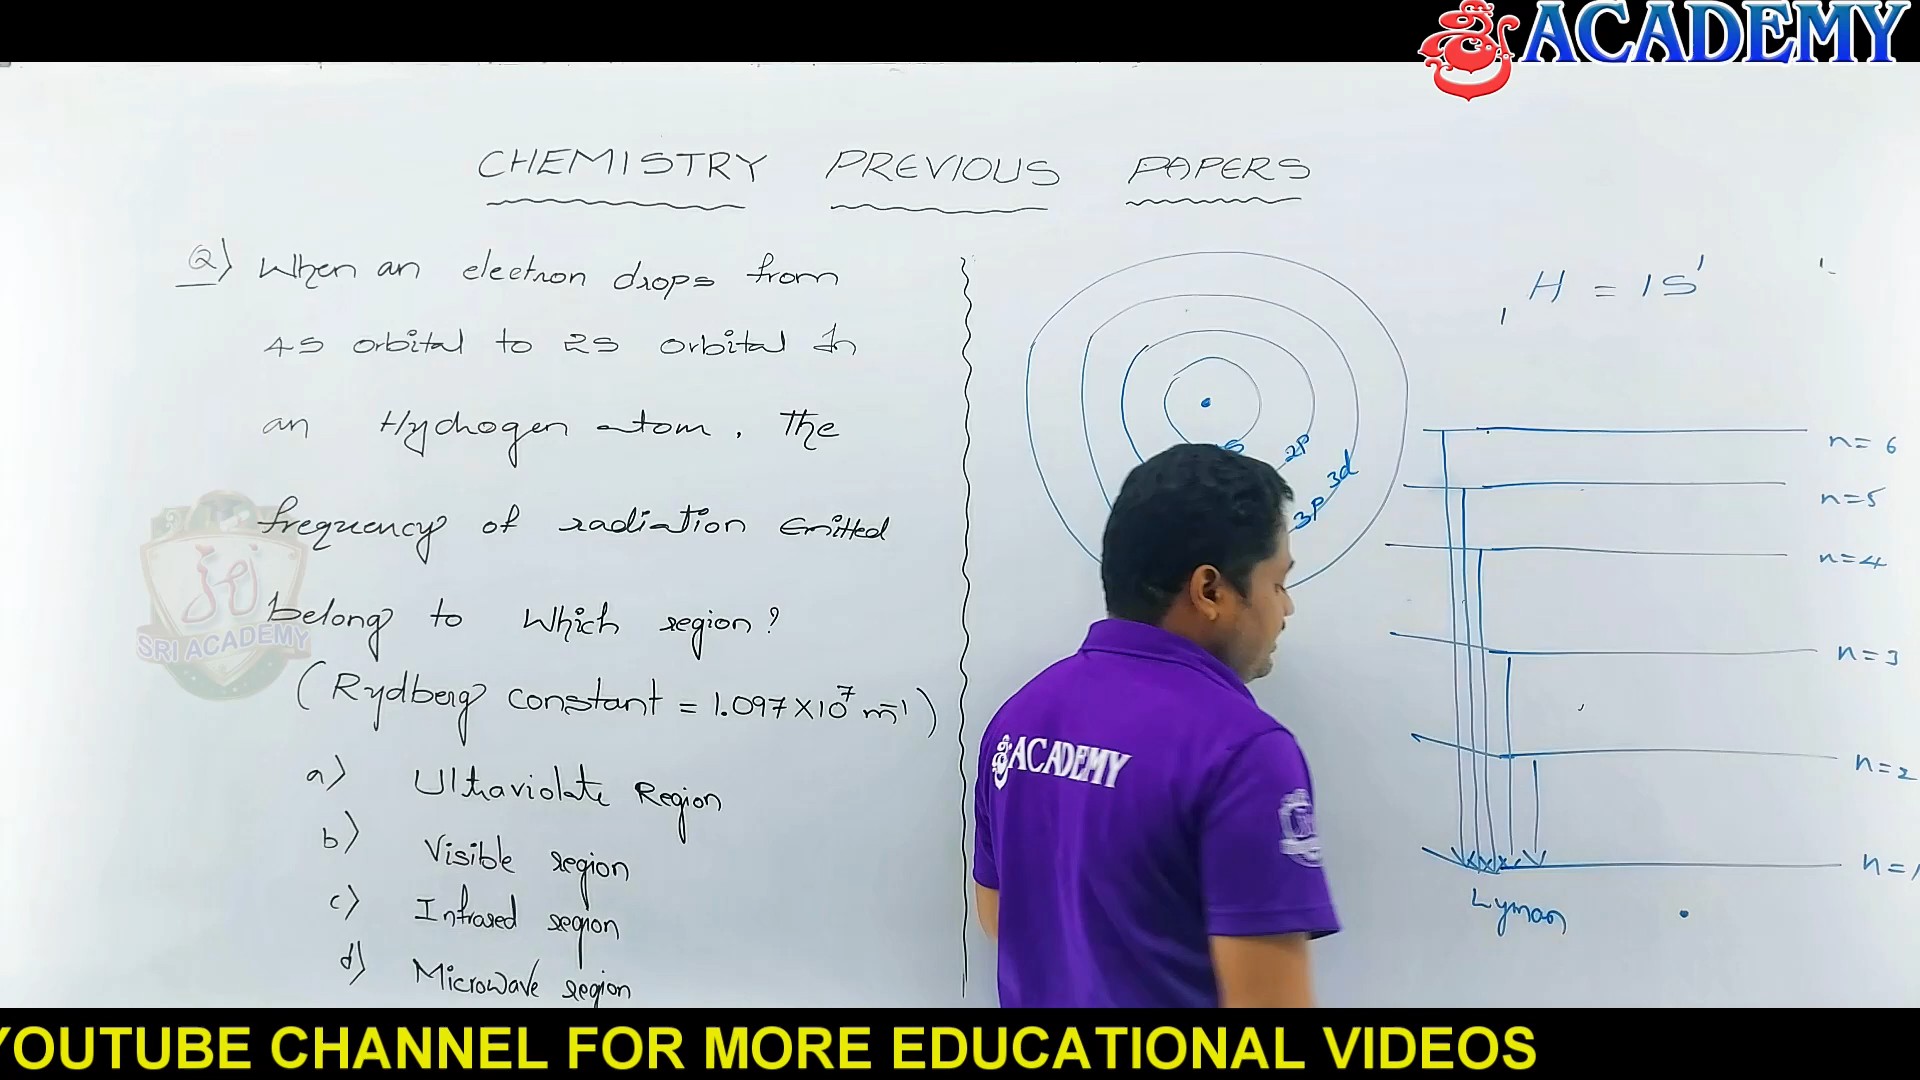 ACADEMY
CHEMISTRY PREVIOUS PAPERS
Q) When an electron drops from
4S orbital to 2S orbital In
an Hydrogen atom, The
frequency of radiation Emitted
belong to Which region?
(Rydberg constant = 1.097 × 10⁷ m⁻¹)
a) Ultraviolate Region
b) Visible region
c) Infrared region
d) Microwave region
H = 1S¹
2P
3d
3P
n = 6
n = 5
n = 4
n = 3
n = 2
n = 1
Lyman
SRI ACADEMY
ACADEMY
YOUTUBE CHANNEL FOR MORE EDUCATIONAL VIDEOS